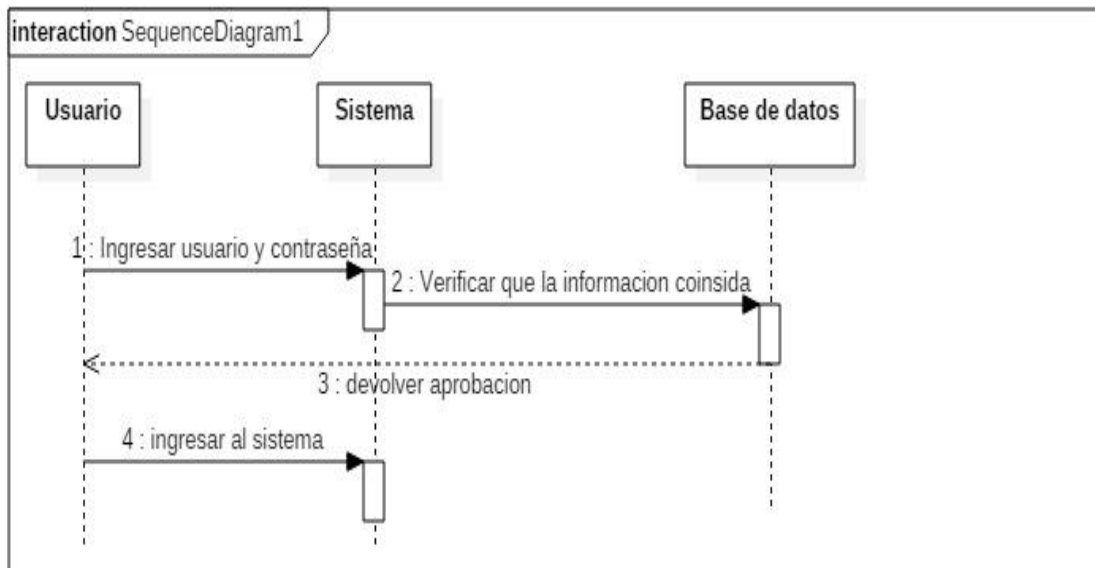 interaction SequenceDiagram1
Usuario
Sistema
Base de datos
1 : Ingresar usuario y contraseña
2 : Verificar que la informacion coinsida
3 : devolver aprobacion
4 : ingresar al sistema